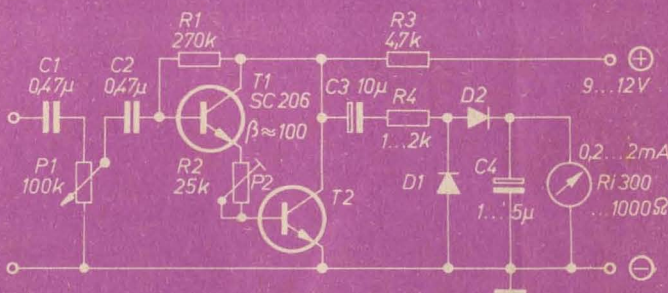 R1
270k
R3
4,7k
C1
0,47µ
C2
0,47µ
T1
SC 206
β≈100
C3 10µ
R4
1...2k
D2
9...12V
P1
100k
R2
25k
P2
T2
D1
C4
1...5µ
0,2...2mA
Ri 300
...1000Ω